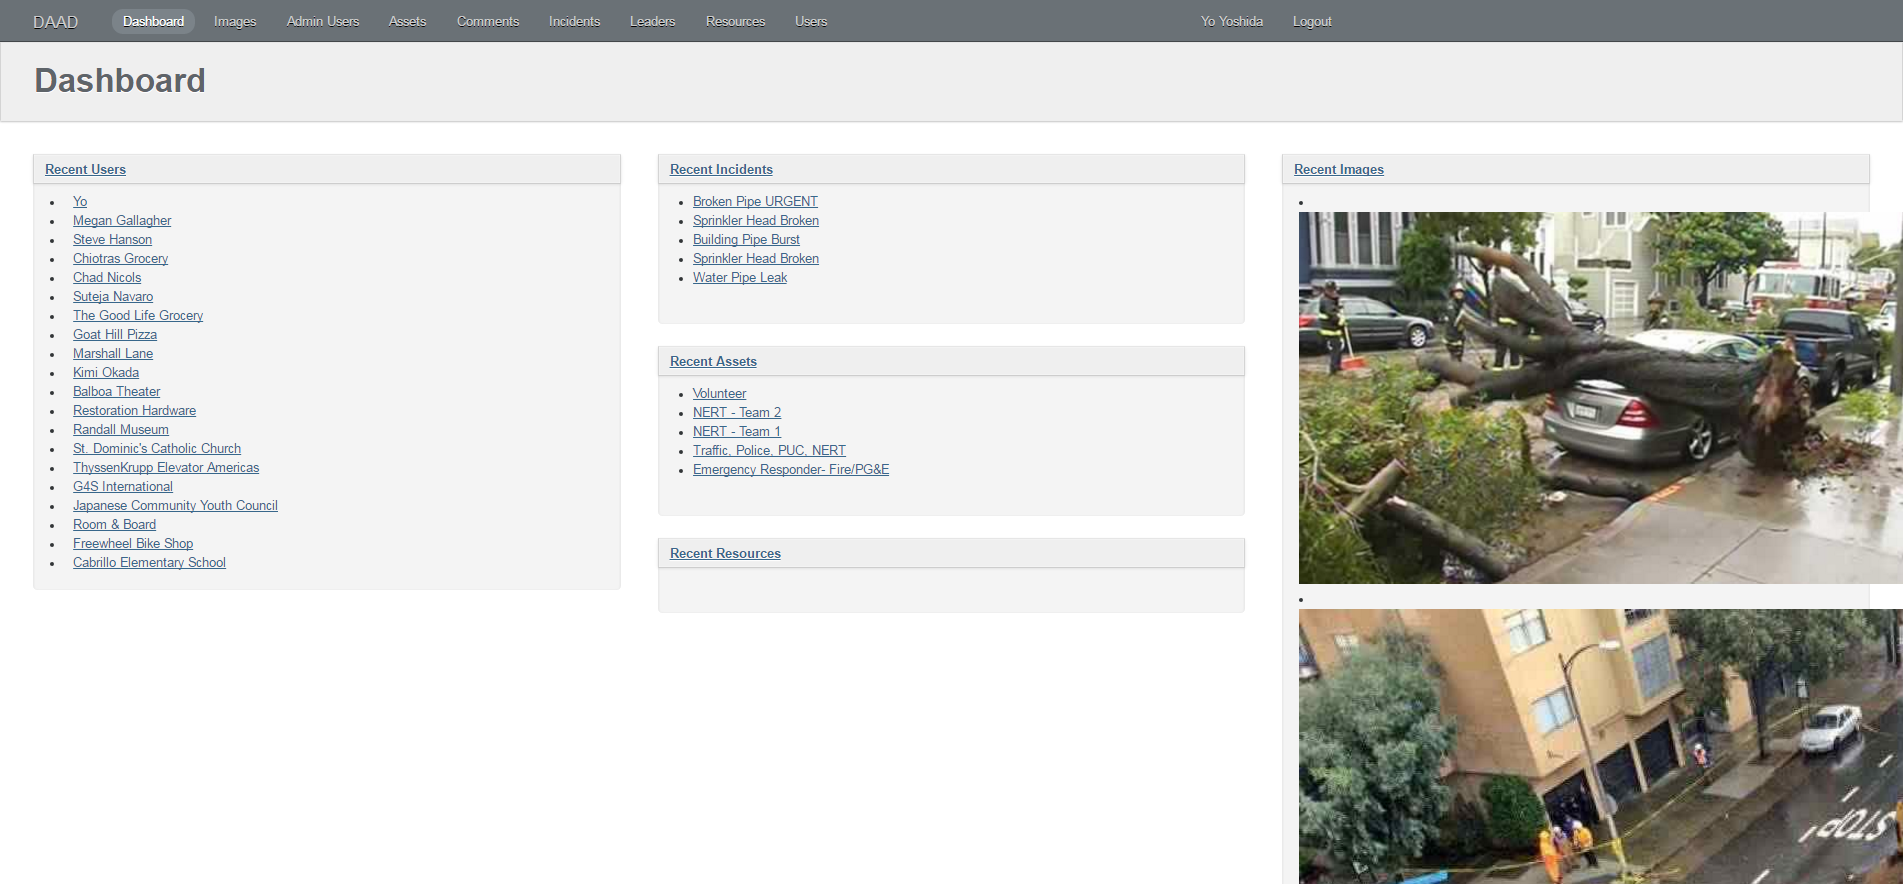 DAAD Dashboard Images Admin Users Assets Comments Incidents Leaders Resources Users Yo Yoshida Logout
Dashboard
Recent Users
Yo
Megan Gallagher
Steve Hanson
Chiotras Grocery
Chad Nicols
Suteja Navaro
The Good Life Grocery
Goat Hill Pizza
Marshall Lane
Kimi Okada
Balboa Theater
Restoration Hardware
Randall Museum
St. Dominic's Catholic Church
ThyssenKrupp Elevator Americas
G4S International
Japanese Community Youth Council
Room & Board
Freewheel Bike Shop
Cabrillo Elementary School
Recent Incidents
Broken Pipe URGENT
Sprinkler Head Broken
Building Pipe Burst
Sprinkler Head Broken
Water Pipe Leak
Recent Assets
Volunteer
NERT - Team 2
NERT - Team 1
Traffic, Police, PUC, NERT
Emergency Responder- Fire/PG&E
Recent Resources
Recent Images
STOP